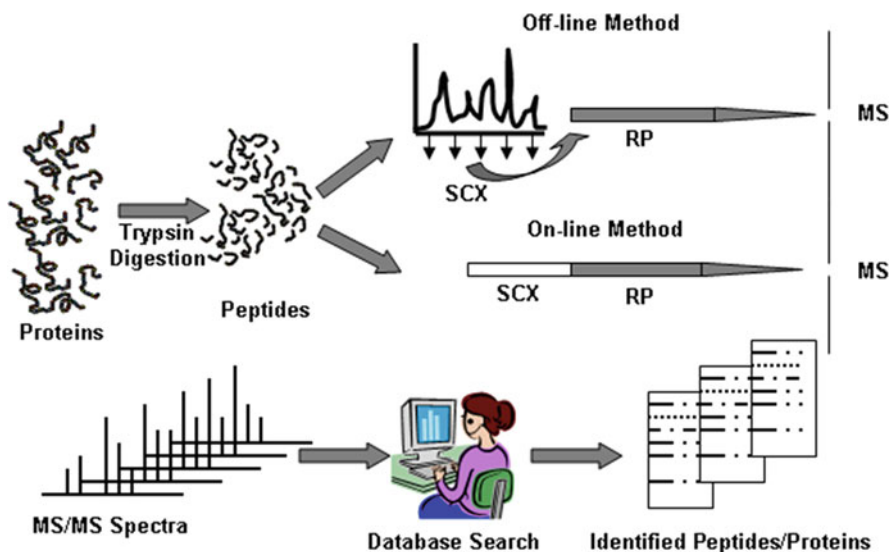 Off-line Method
MS
RP
SCX
Trypsin
Digestion
On-line Method
MS
SCX
RP
Peptides
Proteins
MS/MS Spectra
Database Search
Identified Peptides/Proteins